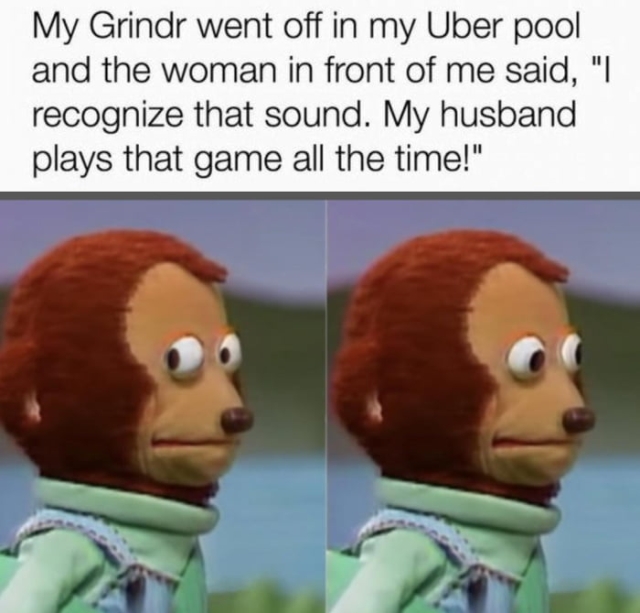 My Grindr went off in my Uber pool
and the woman in front of me said, "I
recognize that sound. My husband
plays that game all the time!"